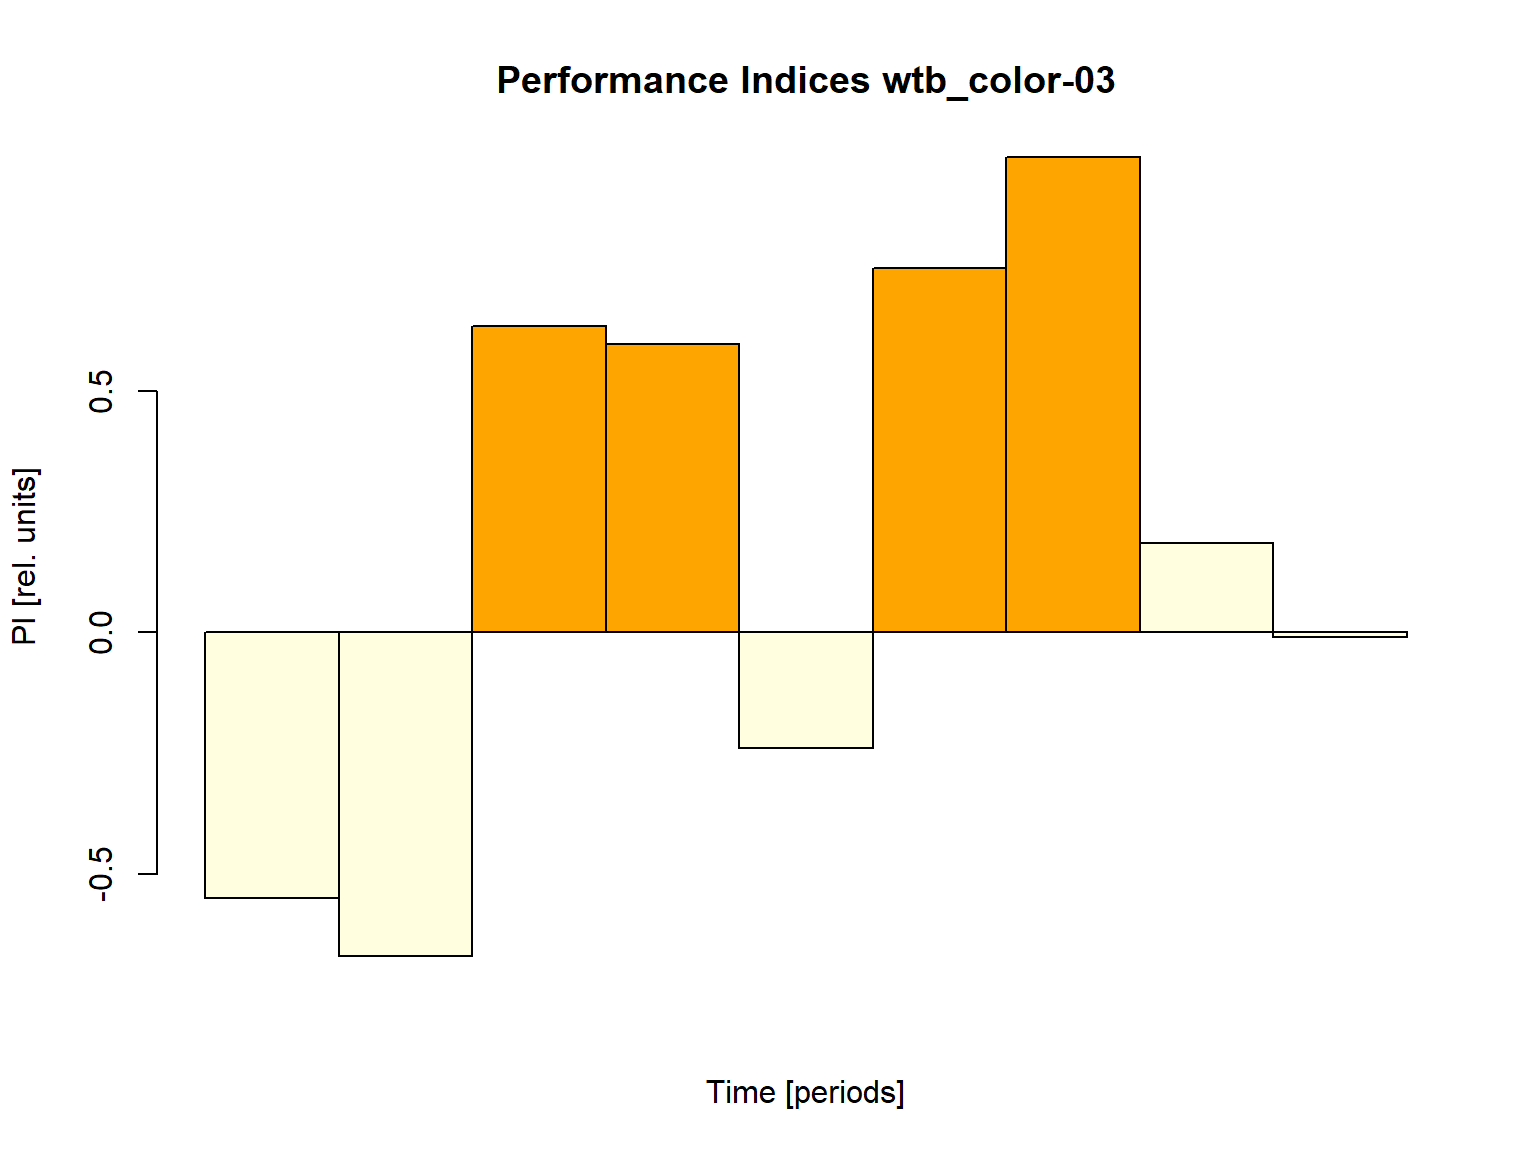 Performance Indices wtb_color-03
PI [rel. units]
0.5
0.0
-0.5
Time [periods]